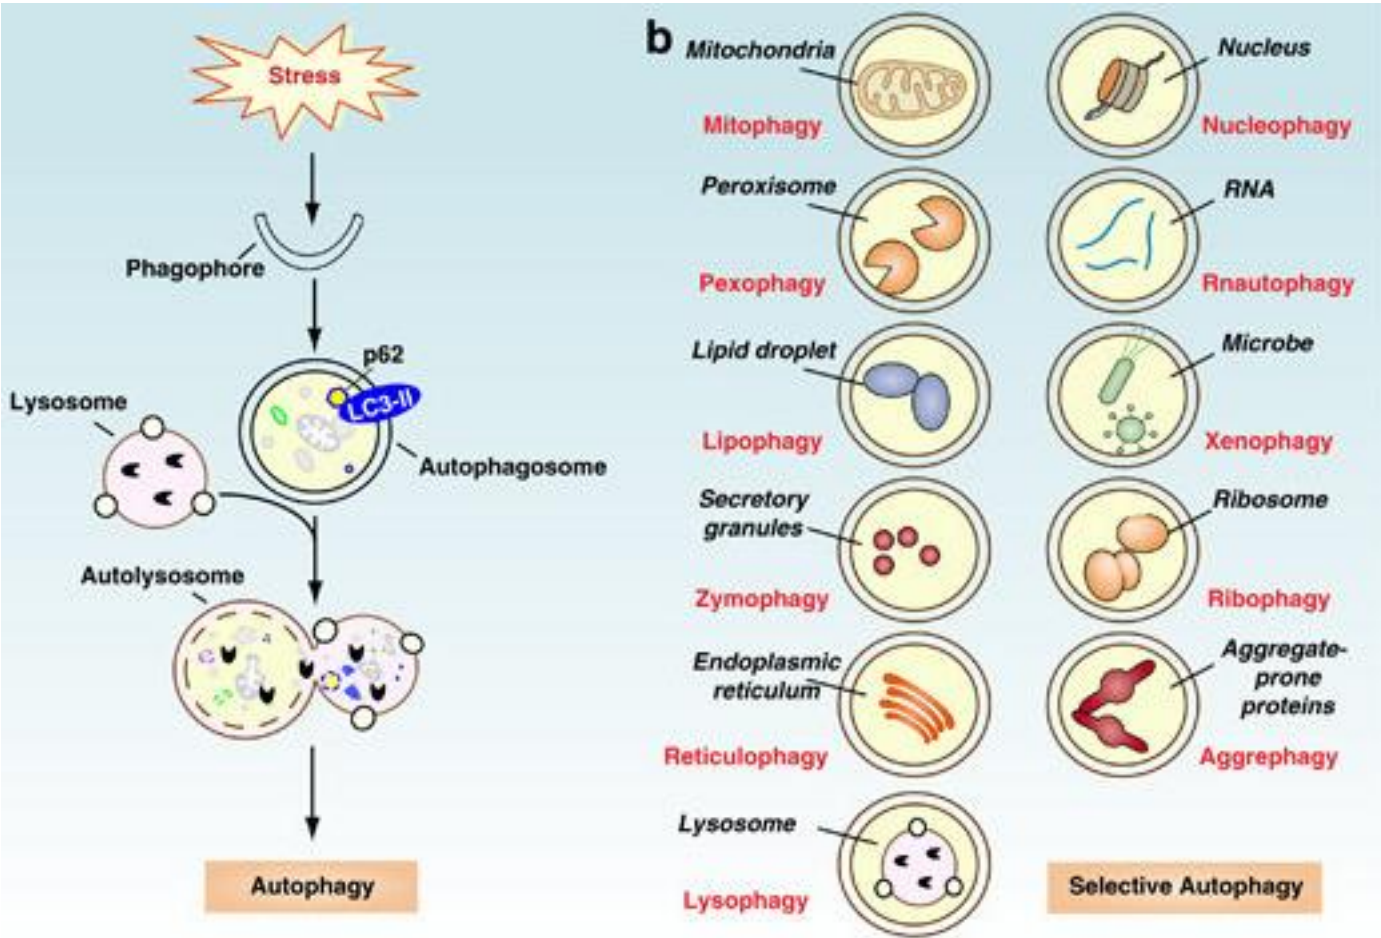 Stress
Phagophore
p62
LC3-II
Lysosome
Autophagosome
Autolysosome
Autophagy
b
Mitochondria
Mitophagy
Peroxisome
Pexophagy
Lipid droplet
Lipophagy
Secretory
granules
Zymophagy
Endoplasmic
reticulum
Reticulophagy
Lysosome
Lysophagy
Nucleus
Nucleophagy
RNA
Rnautophagy
Microbe
Xenophagy
Ribosome
Ribophagy
Aggregate-
prone
proteins
Aggrephagy
Selective Autophagy